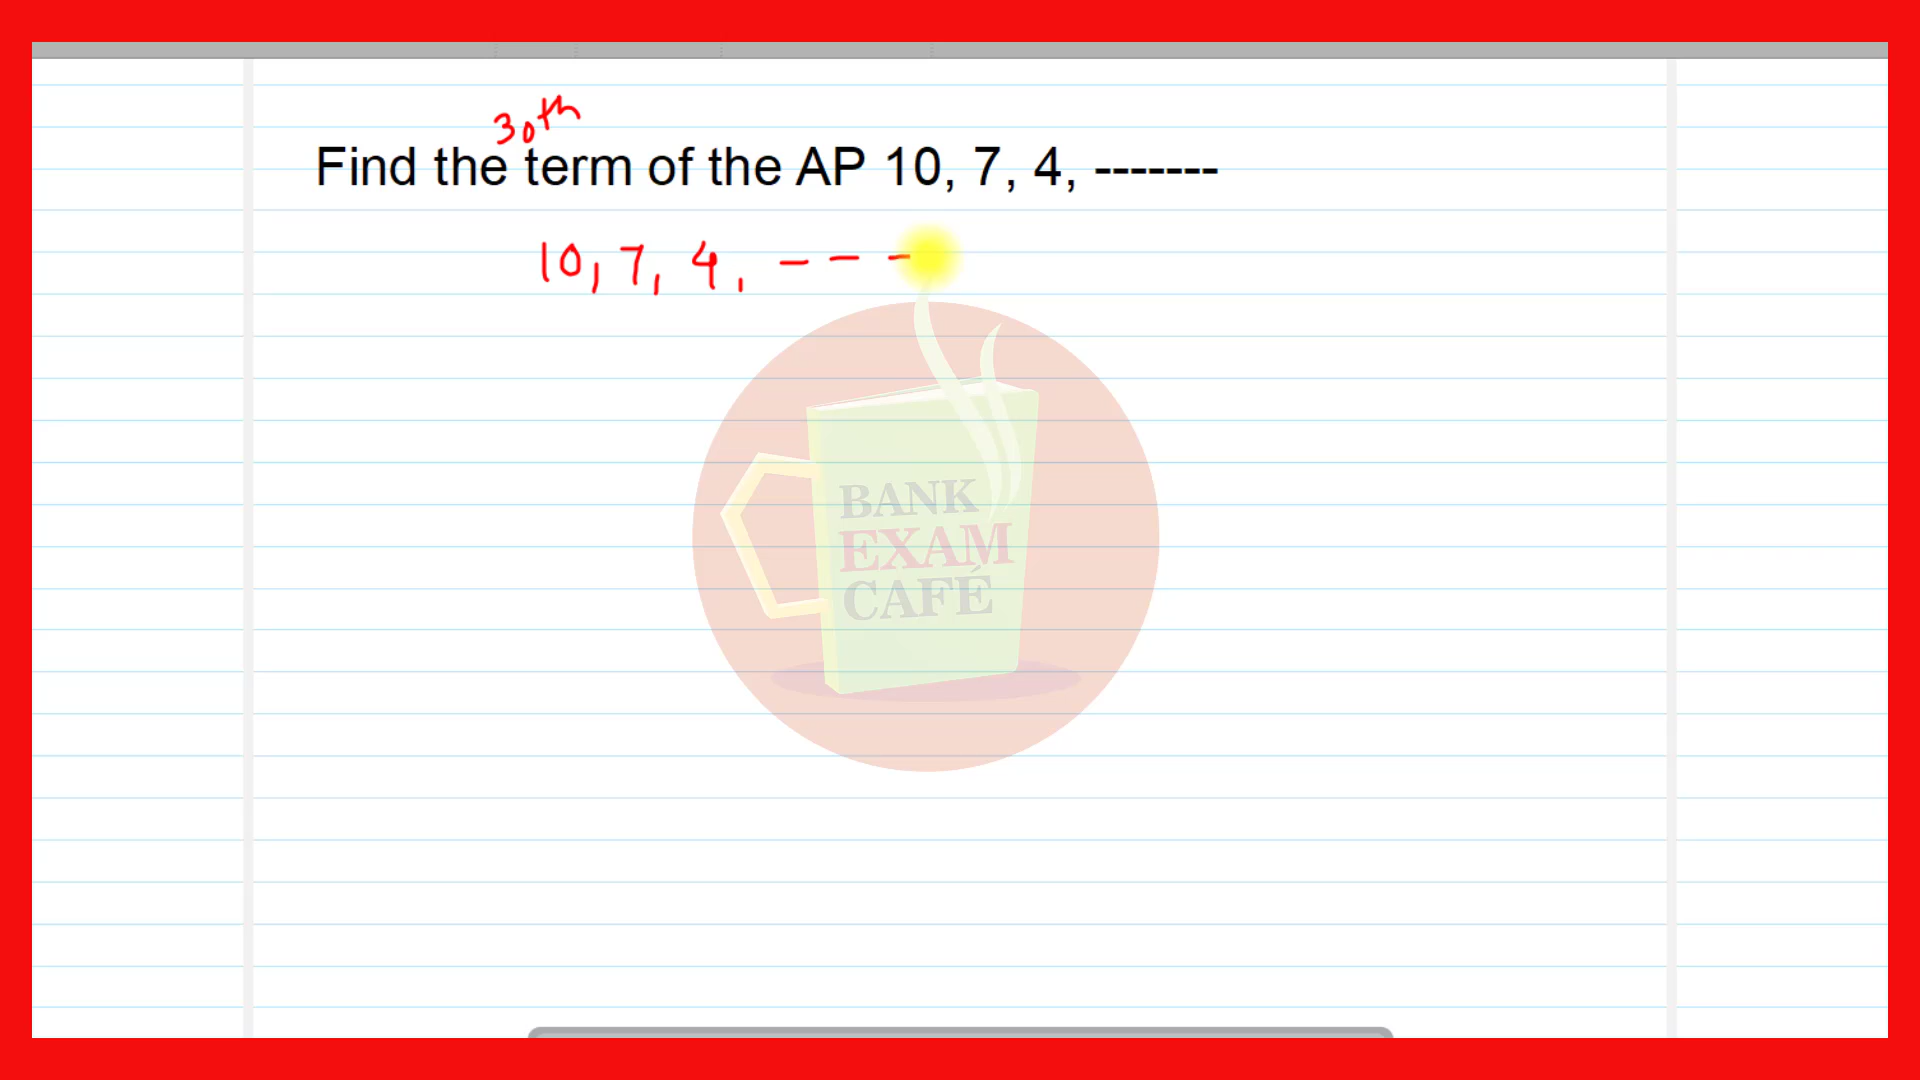 30th
Find the term of the AP 10, 7, 4, -------
10, 7, 4, - - -
BANK
EXAM
CAFÉ